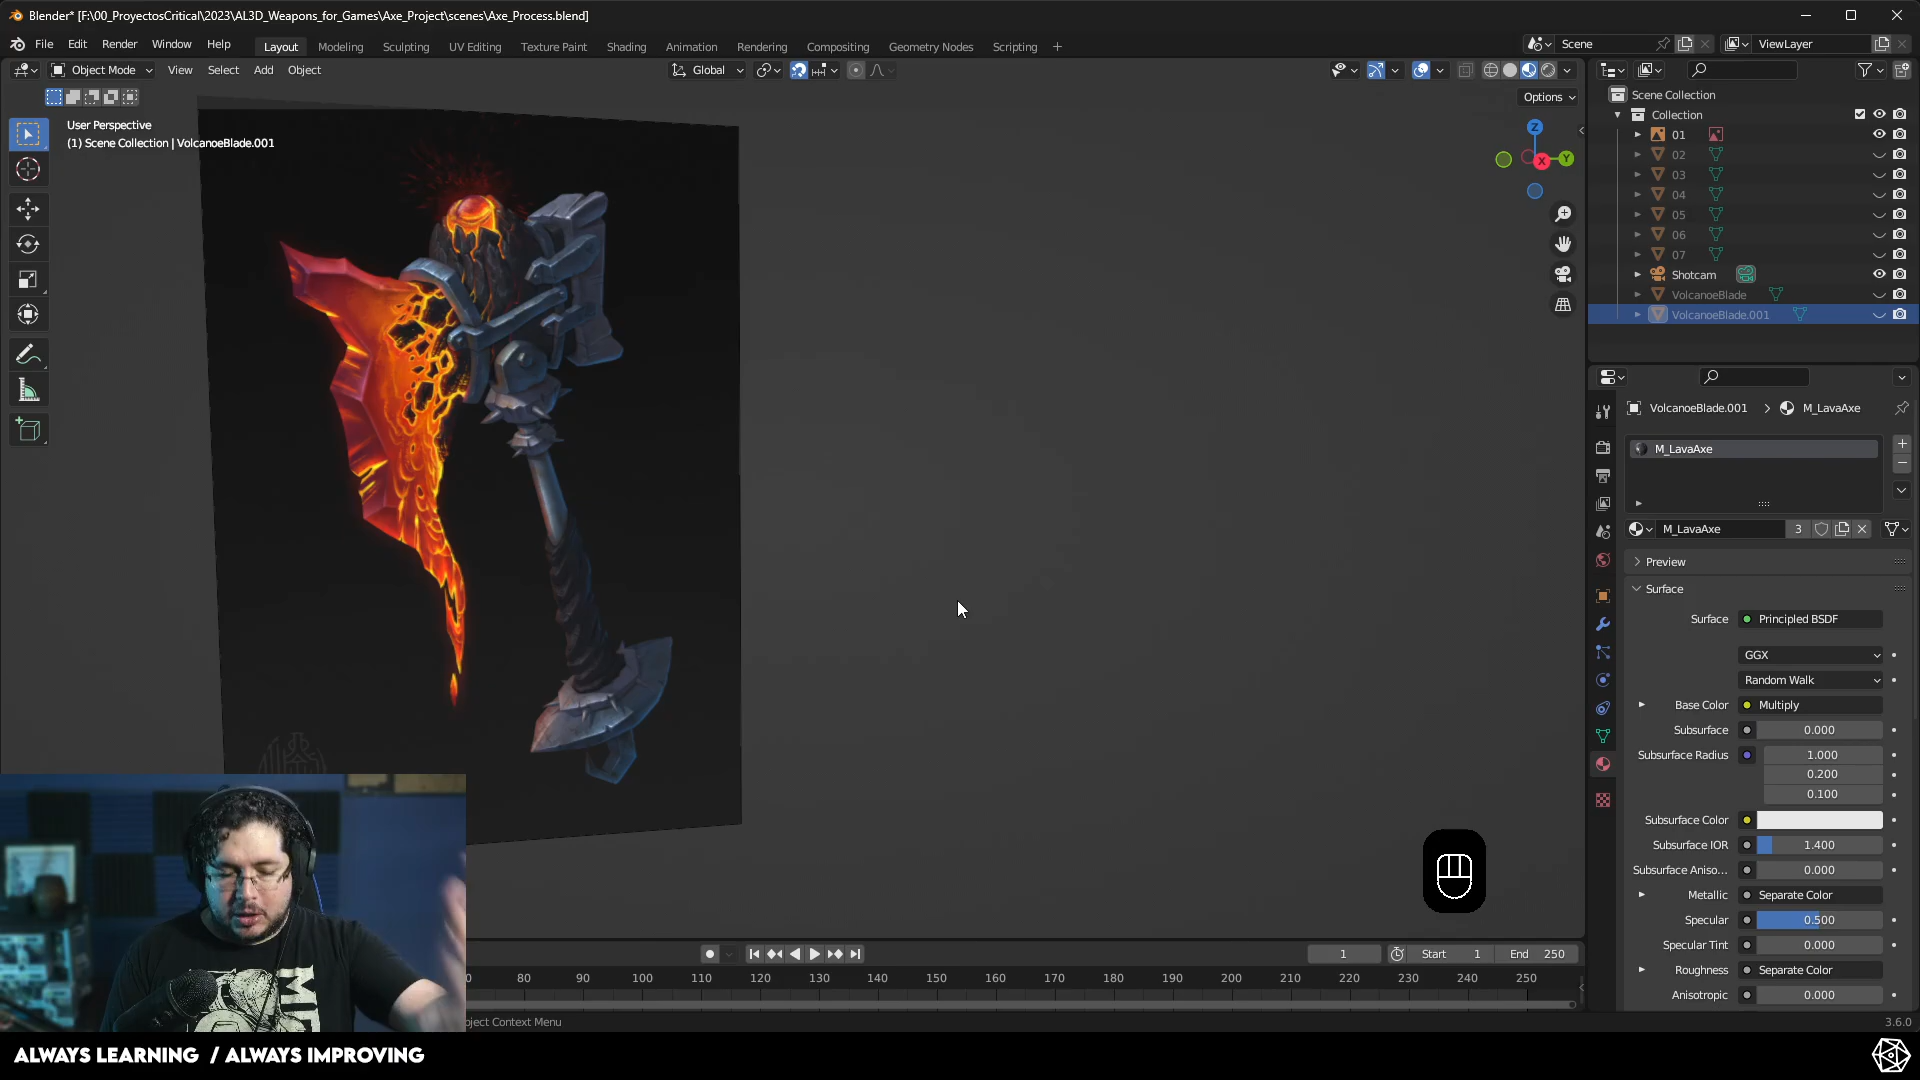 Blender* [F:\00_ProyectosCritical\2023\AL3D_Weapons_for_Games\Axe_Project\scenes\Axe_Process.blend]
File Edit Render Window Help
Layout Modeling Sculpting UV Editing Texture Paint Shading Animation Rendering Compositing Geometry Nodes Scripting +
Scene
ViewLayer
Object Mode View Select Add Object
Global
Options
User Perspective
(1) Scene Collection | VolcanoeBlade.001
Z
Y
X
Scene Collection
Collection
01
02
03
04
05
06
07
Shotcam
VolcanoeBlade
VolcanoeBlade.001
VolcanoeBlade.001 > M_LavaAxe
M_LavaAxe
M_LavaAxe 3
Preview
Surface
Surface Principled BSDF
GGX
Random Walk
Base Color Multiply
Subsurface 0.000
Subsurface Radius 1.000
0.200
0.100
Subsurface Color
Subsurface IOR 1.400
Subsurface Aniso... 0.000
Metallic Separate Color
Specular 0.500
Specular Tint 0.000
Roughness Separate Color
Anisotropic 0.000
1 Start 1 End 250
80 90 100 110 120 130 140 150 160 170 180 190 200 210 220 230 240 250
oject Context Menu
3.6.0
ALWAYS LEARNING / ALWAYS IMPROVING